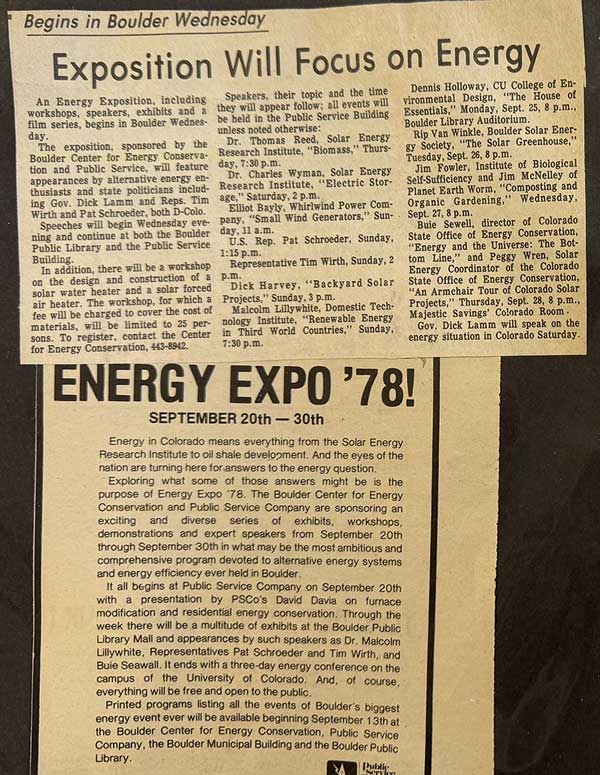 Begins in Boulder Wednesday
Exposition Will Focus on Energy
An Energy Exposition, including
workshops, speakers, exhibits and a
film series, begins in Boulder Wednes-
day.
The exposition, sponsored by the
Boulder Center for Energy Conserva-
tion and Public Service, will feature
appearances by alternative energy en-
thusiasts and state politicians includ-
ing Gov. Dick Lamm and Reps. Tim
Wirth and Pat Schroeder, both D-Colo.
Speeches will begin Wednesday eve-
ning and continue at both the Boulder
Public Library and the Public Service
Building.
In addition, there will be a workshop
on the design and construction of a
solar water heater and a solar forced
air heater. The workshop, for which a
fee will be charged to cover the cost of
materials, will be limited to 25 per-
sons. To register, contact the Center
for Energy Conservation, 443-8942.
Speakers, their topic and the time
they will appear follow; all events will
be held in the Public Service Building
unless noted otherwise:
Dr. Thomas Reed, Solar Energy
Research Institute, "Biomass," Thurs-
day, 7:30 p.m.
Dr. Charles Wyman, Solar Energy
Research Institute, "Electric Stor-
age," Saturday, 2 p.m.
Elliot Bayly, Whirlwind Power Com-
pany, "Small Wind Generators," Sun-
day, 11 a.m.
U.S. Rep. Pat Schroeder, Sunday,
1:15 p.m.
Representative Tim Wirth, Sunday, 2
p.m.
Dick Harvey, "Backyard Solar
Projects," Sunday, 3 p.m.
Malcolm Lillywhite, Domestic Tech-
nology Institute, "Renewable Energy
in Third World Countries," Sunday,
7:30 p.m.
Dennis Holloway, CU College of En-
vironmental Design, "The House of
Essentials," Monday, Sept. 25, 8 p.m.,
Boulder Library Auditorium.
Rip Van Winkle, Boulder Solar Ener-
gy Society, "The Solar Greenhouse,"
Tuesday, Sept. 26, 8 p.m.
Jim Fowler, Institute of Biological
Self-Sufficiency and Jim McNelley of
Planet Earth Worm, "Composting and
Organic Gardening," Wednesday,
Sept. 27, 8 p.m.
Buie Sewell, director of Colorado
State Office of Energy Conservation,
"Energy and the Universe: The Bot-
tom Line," and Peggy Wren, Solar
Energy Coordinator of the Colorado
State Office of Energy Conservation,
"An Armchair Tour of Colorado Solar
Projects," Thursday, Sept. 28, 8 p.m.,
Majestic Savings' Colorado Room.
Gov. Dick Lamm will speak on the
energy situation in Colorado Saturday.
ENERGY EXPO '78!
SEPTEMBER 20th — 30th
Energy in Colorado means everything from the Solar Energy
Research Institute to oil shale development. And the eyes of the
nation are turning here for answers to the energy question.
Exploring what some of those answers might be is the
purpose of Energy Expo '78. The Boulder Center for Energy
Conservation and Public Service Company are sponsoring an
exciting and diverse series of exhibits, workshops,
demonstrations and expert speakers from September 20th
through September 30th in what may be the most ambitious and
comprehensive program devoted to alternative energy systems
and energy efficiency ever held in Boulder.
It all begins at Public Service Company on September 20th
with a presentation by PSCo's David Davia on furnace
modification and residential energy conservation. Through the
week there will be a multitude of exhibits at the Boulder Public
Library Mall and appearances by such speakers as Dr. Malcolm
Lillywhite, Representatives Pat Schroeder and Tim Wirth, and
Buie Seawall. It ends with a three-day energy conference on the
campus of the University of Colorado. And, of course,
everything will be free and open to the public.
Printed programs listing all the events of Boulder's biggest
energy event ever will be available beginning September 13th at
the Boulder Center for Energy Conservation, Public Service
Company, the Boulder Municipal Building and the Boulder Public
Library.
Public
Service